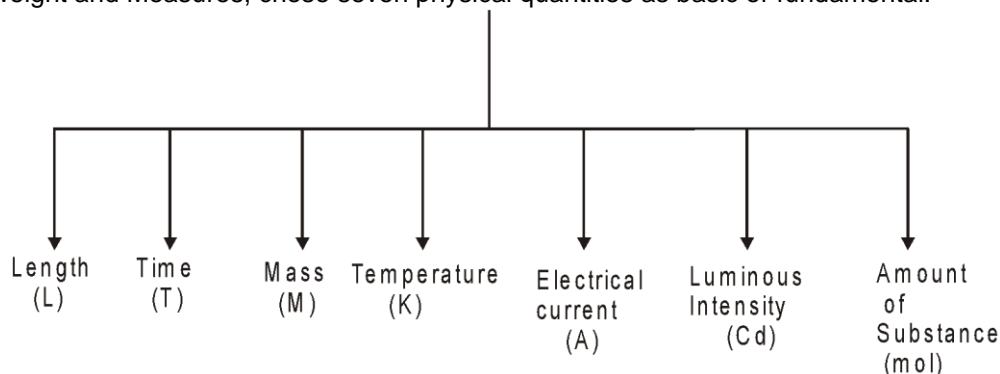 Weight and Measures, chose seven physical quantities as basic or fundamental.
Length
(L)
Time
(T)
Mass
(M)
Temperature
(K)
Electrical
current
(A)
Luminous
Intensity
(Cd)
Amount
of
Substance
(mol)